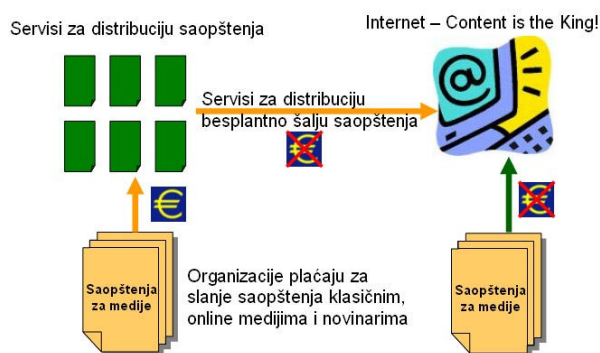 Servisi za distribuciju saopštenja
Internet – Content is the King!
@
Servisi za distribuciju
besplantno šalju saopštenja
€
€
€
Saopštenja
za medije
Organizacije plaćaju za
slanje saopštenja klasičnim,
online medijima i novinarima
Saopštenja
za medije